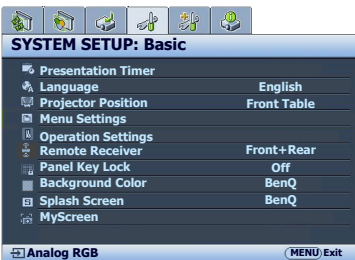 SYSTEM SETUP: Basic
Presentation Timer
Language English
Projector Position Front Table
Menu Settings
Operation Settings
Remote Receiver Front+Rear
Panel Key Lock Off
Background Color BenQ
Splash Screen BenQ
MyScreen
Analog RGB MENU Exit